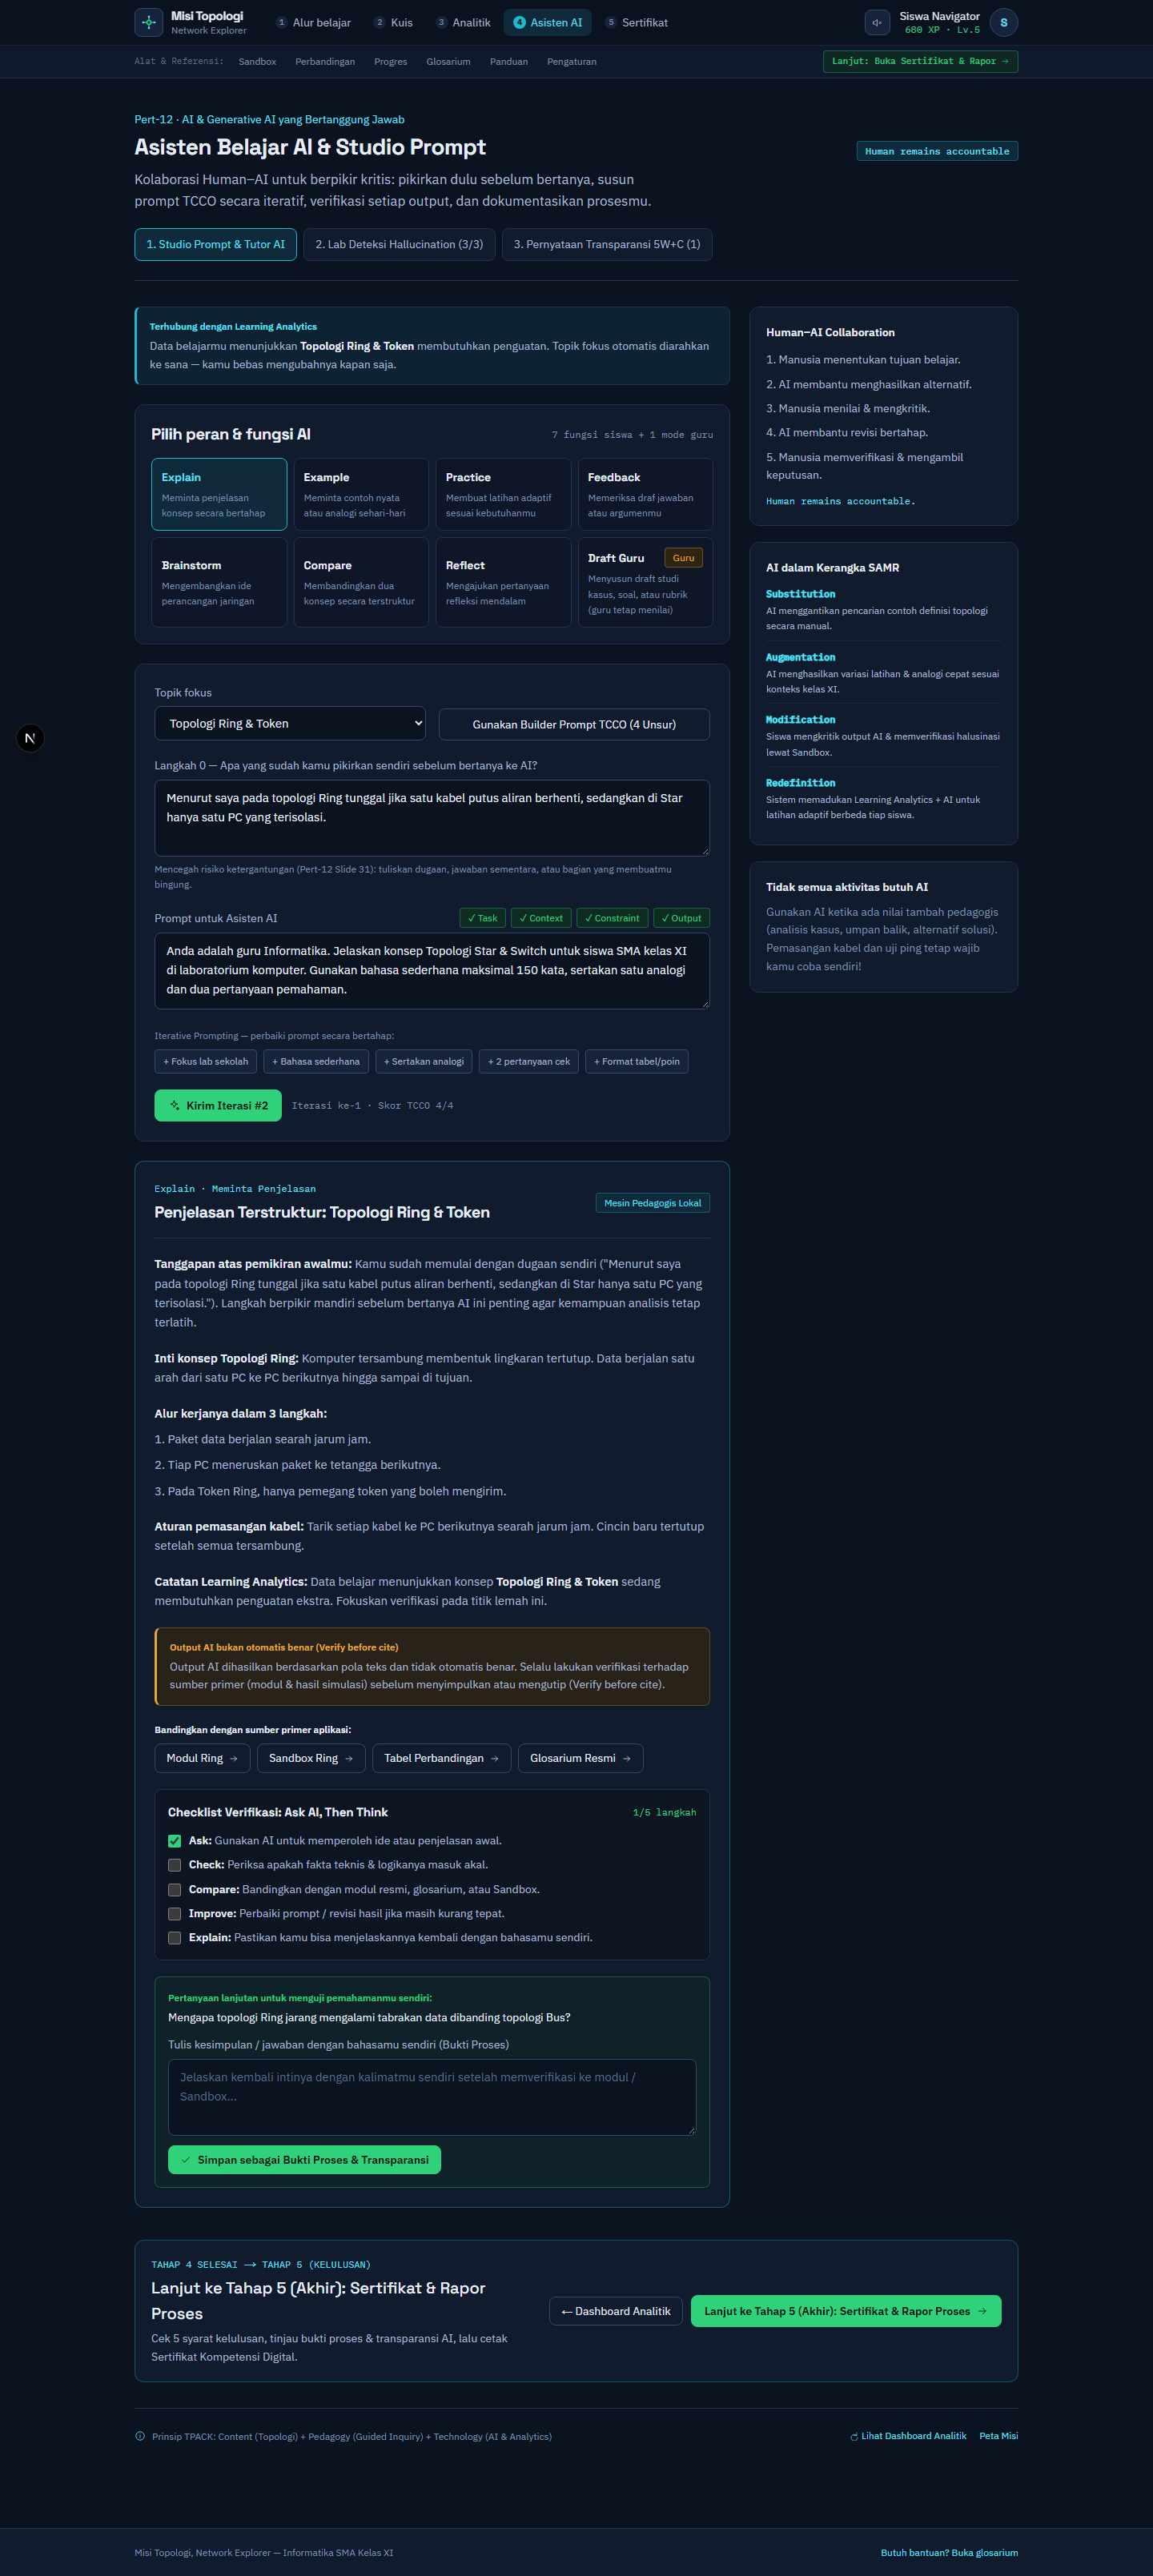 Misi Topologi
Network Explorer
1 Alur belajar
2 Kuis
3 Analitik
4 Asisten AI
5 Sertifikat
Siswa Navigator
680 XP · Lv.5
S
Alat & Referensi:
Sandbox
Perbandingan
Progres
Glosarium
Panduan
Pengaturan
Lanjut: Buka Sertifikat & Rapor →
Pert-12 · AI & Generative AI yang Bertanggung Jawab
Asisten Belajar AI & Studio Prompt
Human remains accountable
Kolaborasi Human–AI untuk berpikir kritis: pikirkan dulu sebelum bertanya, susun
prompt TCCO secara iteratif, verifikasi setiap output, dan dokumentasikan prosesmu.
1. Studio Prompt & Tutor AI
2. Lab Deteksi Hallucination (3/3)
3. Pernyataan Transparansi 5W+C (1)
Terhubung dengan Learning Analytics
Data belajarmu menunjukkan Topologi Ring & Token membutuhkan penguatan. Topik fokus otomatis diarahkan
ke sana — kamu bebas mengubahnya kapan saja.
Pilih peran & fungsi AI
7 fungsi siswa + 1 mode guru
Explain
Meminta penjelasan
konsep secara bertahap
Example
Meminta contoh nyata
atau analogi sehari-hari
Practice
Membuat latihan adaptif
sesuai kebutuhanmu
Feedback
Memeriksa draf jawaban
atau argumenmu
Brainstorm
Mengembangkan ide
perancangan jaringan
Compare
Membandingkan dua
konsep secara terstruktur
Reflect
Mengajukan pertanyaan
refleksi mendalam
Draft Guru
Guru
Menyusun draft studi
kasus, soal, atau rubrik
(guru tetap menilai)
Topik fokus
Topologi Ring & Token
Gunakan Builder Prompt TCCO (4 Unsur)
Langkah 0 — Apa yang sudah kamu pikirkan sendiri sebelum bertanya ke AI?
Menurut saya pada topologi Ring tunggal jika satu kabel putus aliran berhenti, sedangkan di Star
hanya satu PC yang terisolasi.
Mencegah risiko ketergantungan (Pert-12 Slide 31): tuliskan dugaan, jawaban sementara, atau bagian yang membuatmu
bingung.
Prompt untuk Asisten AI
✓ Task
✓ Context
✓ Constraint
✓ Output
Anda adalah guru Informatika. Jelaskan konsep Topologi Star & Switch untuk siswa SMA kelas XI
di laboratorium komputer. Gunakan bahasa sederhana maksimal 150 kata, sertakan satu analogi
dan dua pertanyaan pemahaman.
Iterative Prompting — perbaiki prompt secara bertahap:
+ Fokus lab sekolah
+ Bahasa sederhana
+ Sertakan analogi
+ 2 pertanyaan cek
+ Format tabel/poin
Kirim Iterasi #2
Iterasi ke-1 · Skor TCCO 4/4
Explain · Meminta Penjelasan
Penjelasan Terstruktur: Topologi Ring & Token
Mesin Pedagogis Lokal
Tanggapan atas pemikiran awalmu: Kamu sudah memulai dengan dugaan sendiri ("Menurut saya
pada topologi Ring tunggal jika satu kabel putus aliran berhenti, sedangkan di Star hanya satu PC yang
terisolasi."). Langkah berpikir mandiri sebelum bertanya AI ini penting agar kemampuan analisis tetap
terlatih.
Inti konsep Topologi Ring: Komputer tersambung membentuk lingkaran tertutup. Data berjalan satu
arah dari satu PC ke PC berikutnya hingga sampai di tujuan.
Alur kerjanya dalam 3 langkah:
1. Paket data berjalan searah jarum jam.
2. Tiap PC meneruskan paket ke tetangga berikutnya.
3. Pada Token Ring, hanya pemegang token yang boleh mengirim.
Aturan pemasangan kabel: Tarik setiap kabel ke PC berikutnya searah jarum jam. Cincin baru tertutup
setelah semua tersambung.
Catatan Learning Analytics: Data belajar menunjukkan konsep Topologi Ring & Token sedang
membutuhkan penguatan ekstra. Fokuskan verifikasi pada titik lemah ini.
Output AI bukan otomatis benar (Verify before cite)
Output AI dihasilkan berdasarkan pola teks dan tidak otomatis benar. Selalu lakukan verifikasi terhadap
sumber primer (modul & hasil simulasi) sebelum menyimpulkan atau mengutip (Verify before cite).
Bandingkan dengan sumber primer aplikasi:
Modul Ring →
Sandbox Ring →
Tabel Perbandingan →
Glosarium Resmi →
Checklist Verifikasi: Ask AI, Then Think
1/5 langkah
Ask: Gunakan AI untuk memperoleh ide atau penjelasan awal.
Check: Periksa apakah fakta teknis & logikanya masuk akal.
Compare: Bandingkan dengan modul resmi, glosarium, atau Sandbox.
Improve: Perbaiki prompt / revisi hasil jika masih kurang tepat.
Explain: Pastikan kamu bisa menjelaskannya kembali dengan bahasamu sendiri.
Pertanyaan lanjutan untuk menguji pemahamanmu sendiri:
Mengapa topologi Ring jarang mengalami tabrakan data dibanding topologi Bus?
Tulis kesimpulan / jawaban dengan bahasamu sendiri (Bukti Proses)
Jelaskan kembali intinya dengan kalimatmu sendiri setelah memverifikasi ke modul /
Sandbox...
Simpan sebagai Bukti Proses & Transparansi
Human–AI Collaboration
1. Manusia menentukan tujuan belajar.
2. AI membantu menghasilkan alternatif.
3. Manusia menilai & mengkritik.
4. AI membantu revisi bertahap.
5. Manusia memverifikasi & mengambil
keputusan.
Human remains accountable.
AI dalam Kerangka SAMR
Substitution
AI menggantikan pencarian contoh definisi topologi
secara manual.
Augmentation
AI menghasilkan variasi latihan & analogi cepat sesuai
konteks kelas XI.
Modification
Siswa mengkritik output AI & memverifikasi halusinasi
lewat Sandbox.
Redefinition
Sistem memadukan Learning Analytics + AI untuk
latihan adaptif berbeda tiap siswa.
Tidak semua aktivitas butuh AI
Gunakan AI ketika ada nilai tambah pedagogis
(analisis kasus, umpan balik, alternatif solusi).
Pemasangan kabel dan uji ping tetap wajib
kamu coba sendiri!
N
TAHAP 4 SELESAI ⟶ TAHAP 5 (KELULUSAN)
Lanjut ke Tahap 5 (Akhir): Sertifikat & Rapor
Proses
Cek 5 syarat kelulusan, tinjau bukti proses & transparansi AI, lalu cetak
Sertifikat Kompetensi Digital.
← Dashboard Analitik
Lanjut ke Tahap 5 (Akhir): Sertifikat & Rapor Proses →
Prinsip TPACK: Content (Topologi) + Pedagogy (Guided Inquiry) + Technology (AI & Analytics)
Lihat Dashboard Analitik
Peta Misi
Misi Topologi, Network Explorer — Informatika SMA Kelas XI
Butuh bantuan? Buka glosarium